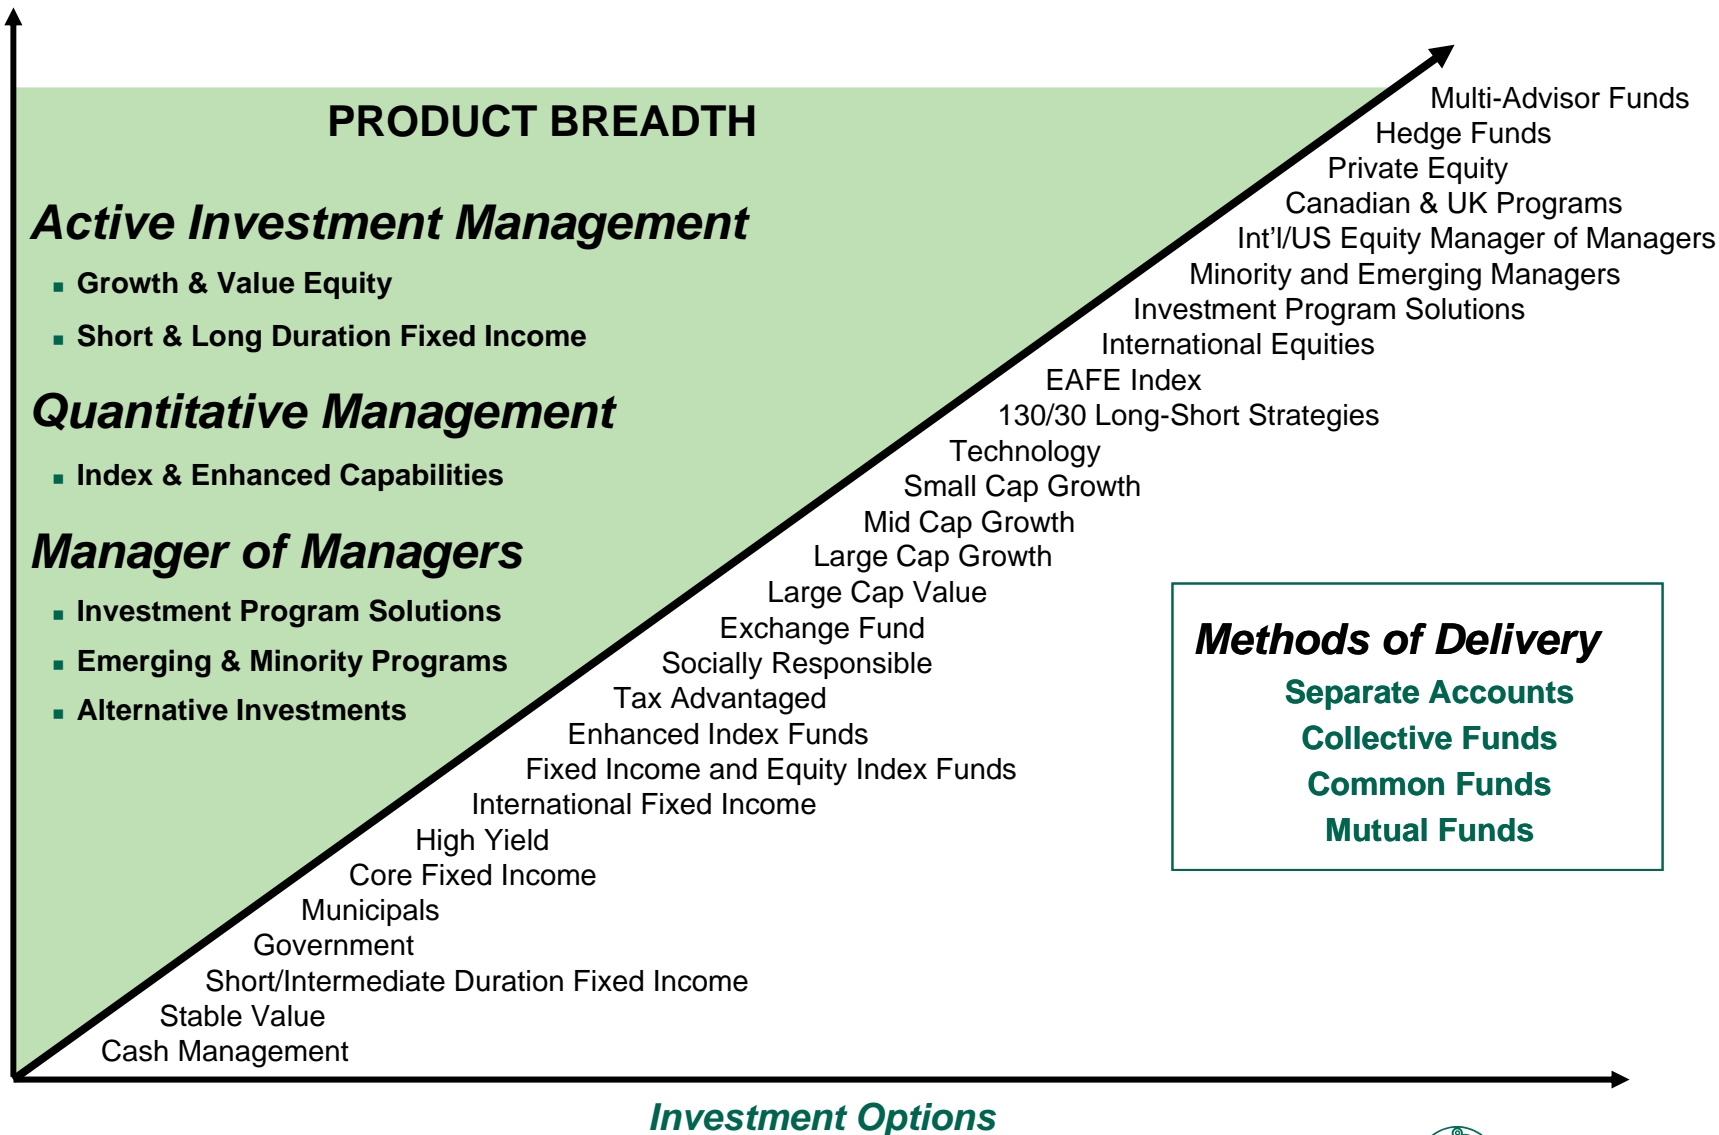 PRODUCT BREADTH
Active Investment Management
Growth & Value Equity
Short & Long Duration Fixed Income
Quantitative Management
Index & Enhanced Capabilities
Manager of Managers
Investment Program Solutions
Emerging & Minority Programs
Alternative Investments
Multi-Advisor Funds
Hedge Funds
Private Equity
Canadian & UK Programs
Int'l/US Equity Manager of Managers
Minority and Emerging Managers
Investment Program Solutions
International Equities
EAFE Index
130/30 Long-Short Strategies
Technology
Small Cap Growth
Mid Cap Growth
Large Cap Growth
Large Cap Value
Exchange Fund
Socially Responsible
Tax Advantaged
Enhanced Index Funds
Fixed Income and Equity Index Funds
International Fixed Income
High Yield
Core Fixed Income
Municipals
Government
Short/Intermediate Duration Fixed Income
Stable Value
Cash Management
Methods of Delivery
Separate Accounts
Collective Funds
Common Funds
Mutual Funds
Investment Options